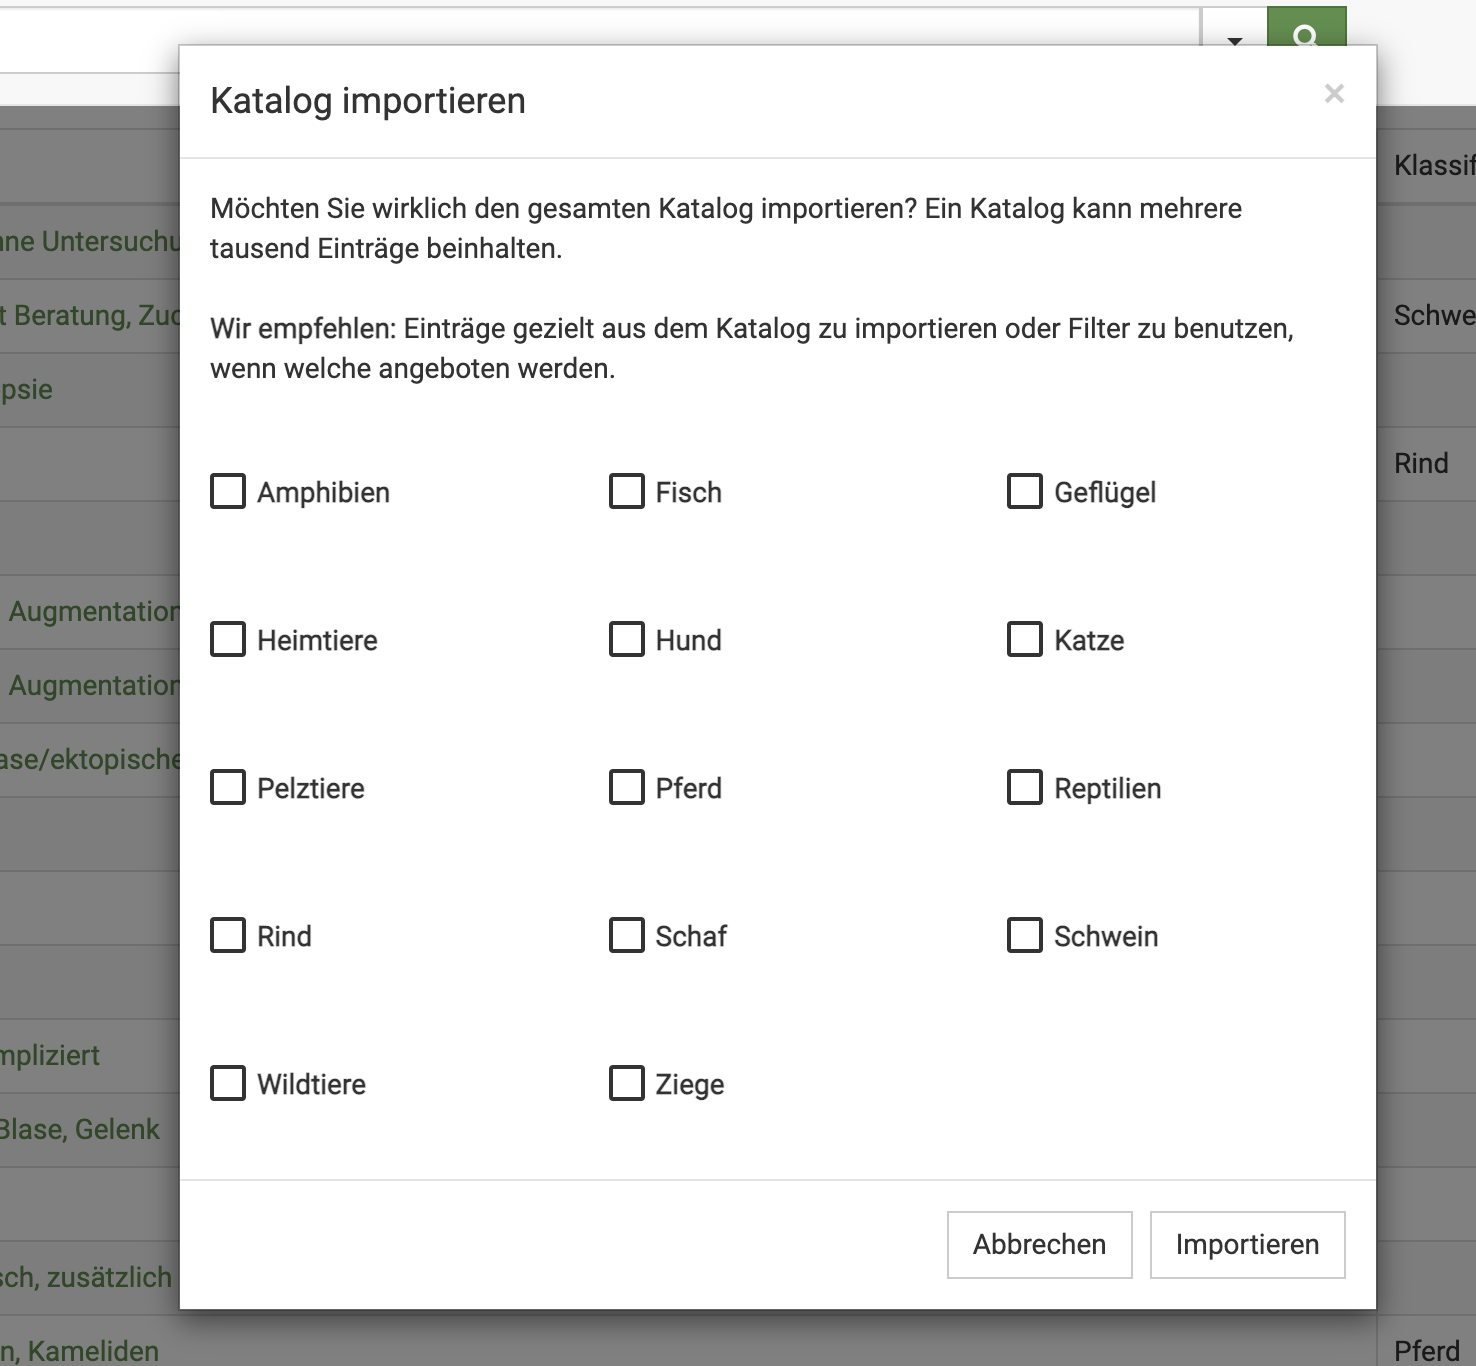 Katalog importieren
×
Möchten Sie wirklich den gesamten Katalog importieren? Ein Katalog kann mehrere
tausend Einträge beinhalten.
Wir empfehlen: Einträge gezielt aus dem Katalog zu importieren oder Filter zu benutzen,
wenn welche angeboten werden.
Amphibien
Fisch
Geflügel
Heimtiere
Hund
Katze
Pelztiere
Pferd
Reptilien
Rind
Schaf
Schwein
Wildtiere
Ziege
Abbrechen
Importieren
Klassif
nne Untersuchu
t Beratung, Zuc
Schwe
psie
Rind
Augmentation
Augmentation
ase/ektopische
mpliziert
Blase, Gelenk
sch, zusätzlich
n, Kameliden
Pferd